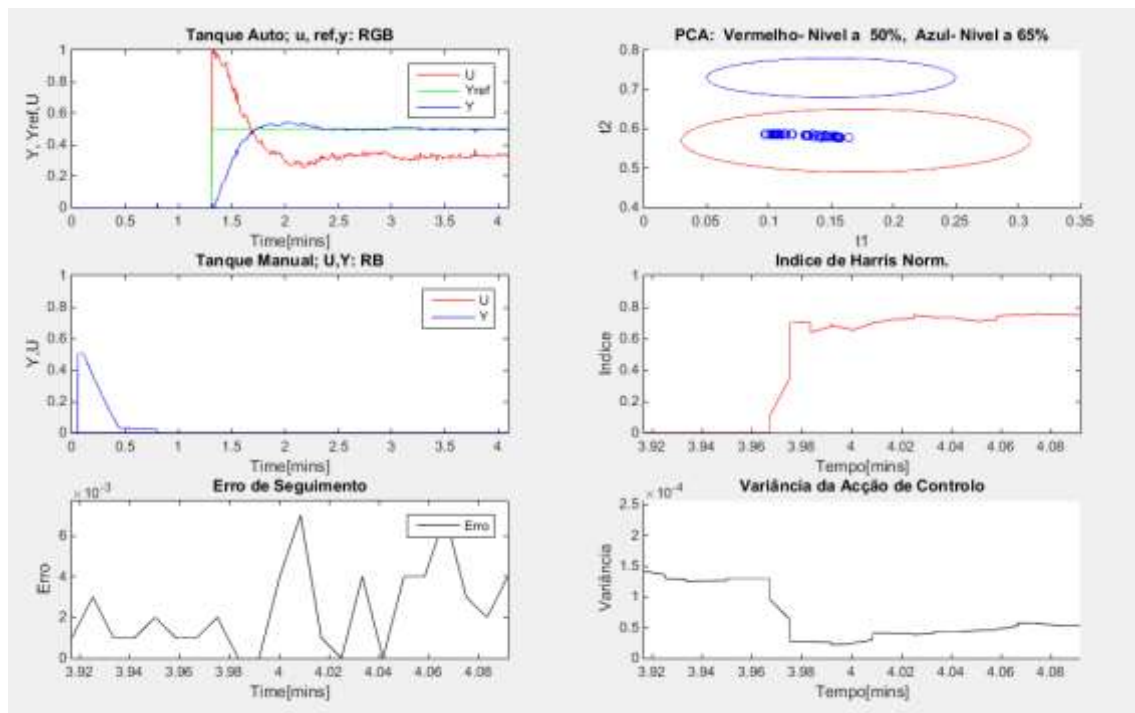 Tanque Auto; u, ref,y: RGB
Y, Yref,U
1
0.8
0.6
0.4
0.2
0
U
Yref
Y
0 0.5 1 1.5 2 2.5 3 3.5 4
Time[mins]
PCA: Vermelho- Nivel a 50%, Azul- Nivel a 65%
t2
0.8
0.7
0.6
0.5
0.4
0 0.05 0.1 0.15 0.2 0.25 0.3 0.35
t1
Tanque Manual; U,Y: RB
Y,U
1
0.8
0.6
0.4
0.2
0
U
Y
0 0.5 1 1.5 2 2.5 3 3.5 4
Time[mins]
Indice de Harris Norm.
Indice
1
0.8
0.6
0.4
0.2
0
3.92 3.94 3.96 3.98 4 4.02 4.04 4.06 4.08
Tempo[mins]
Erro de Seguimento
× 10-3
Erro
6
4
2
0
Erro
3.92 3.94 3.96 3.98 4 4.02 4.04 4.06 4.08
Time[mins]
Variância da Acção de Controlo
× 10-4
Variância
2.5
2
1.5
1
0.5
0
3.92 3.94 3.96 3.98 4 4.02 4.04 4.06 4.08
Tempo[mins]